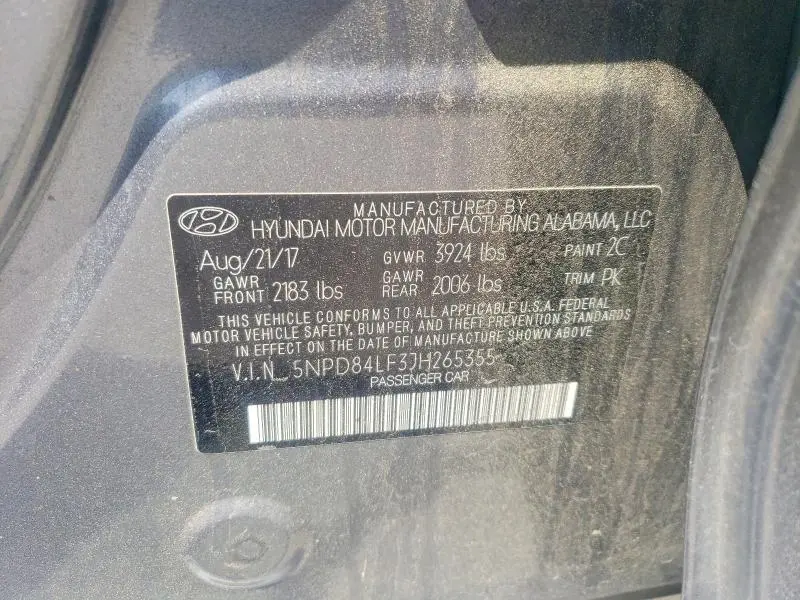 MANUFACTURED BY
HYUNDAI MOTOR MANUFACTURING ALABAMA, LLC
Aug/21/17 GVWR 3924 lbs PAINT 2C
GAWR FRONT 2183 lbs GAWR REAR 2006 lbs TRIM PK
THIS VEHICLE CONFORMS TO ALL APPLICABLE U.S.A. FEDERAL
MOTOR VEHICLE SAFETY, BUMPER, AND THEFT PREVENTION STANDARDS
IN EFFECT ON THE DATE OF MANUFACTURE SHOWN ABOVE
V.I.N_ 5NPD84LF3JH265355
PASSENGER CAR